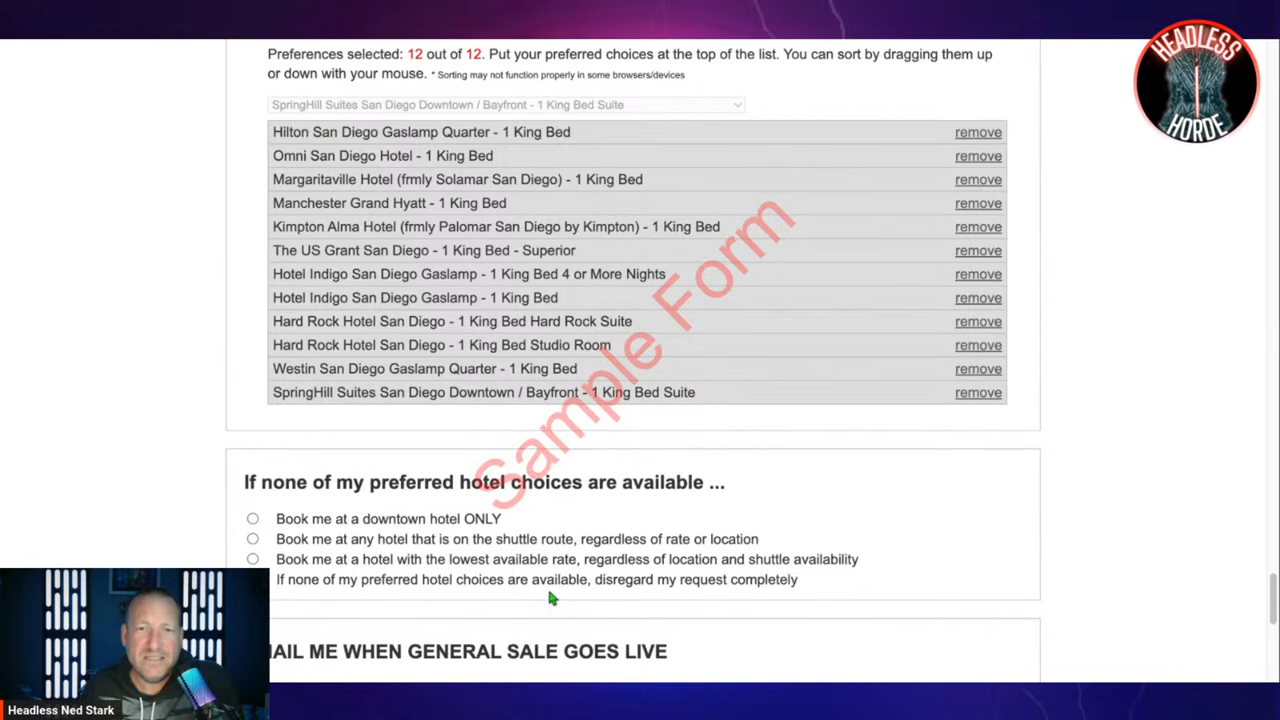 Preferences selected: 12 out of 12. Put your preferred choices at the top of the list. You can sort by dragging them up
or down with your mouse. * Sorting may not function properly in some browsers/devices
SpringHill Suites San Diego Downtown / Bayfront - 1 King Bed Suite
Hilton San Diego Gaslamp Quarter - 1 King Bed remove
Omni San Diego Hotel - 1 King Bed remove
Margaritaville Hotel (frmly Solamar San Diego) - 1 King Bed remove
Manchester Grand Hyatt - 1 King Bed remove
Kimpton Alma Hotel (frmly Palomar San Diego by Kimpton) - 1 King Bed remove
The US Grant San Diego - 1 King Bed - Superior remove
Hotel Indigo San Diego Gaslamp - 1 King Bed 4 or More Nights remove
Hotel Indigo San Diego Gaslamp - 1 King Bed remove
Hard Rock Hotel San Diego - 1 King Bed Hard Rock Suite remove
Hard Rock Hotel San Diego - 1 King Bed Studio Room remove
Westin San Diego Gaslamp Quarter - 1 King Bed remove
SpringHill Suites San Diego Downtown / Bayfront - 1 King Bed Suite remove
Sample Form
If none of my preferred hotel choices are available ...
Book me at a downtown hotel ONLY
Book me at any hotel that is on the shuttle route, regardless of rate or location
Book me at a hotel with the lowest available rate, regardless of location and shuttle availability
If none of my preferred hotel choices are available, disregard my request completely
AIL ME WHEN GENERAL SALE GOES LIVE
Headless Ned Stark
HEADLESS
HORDE